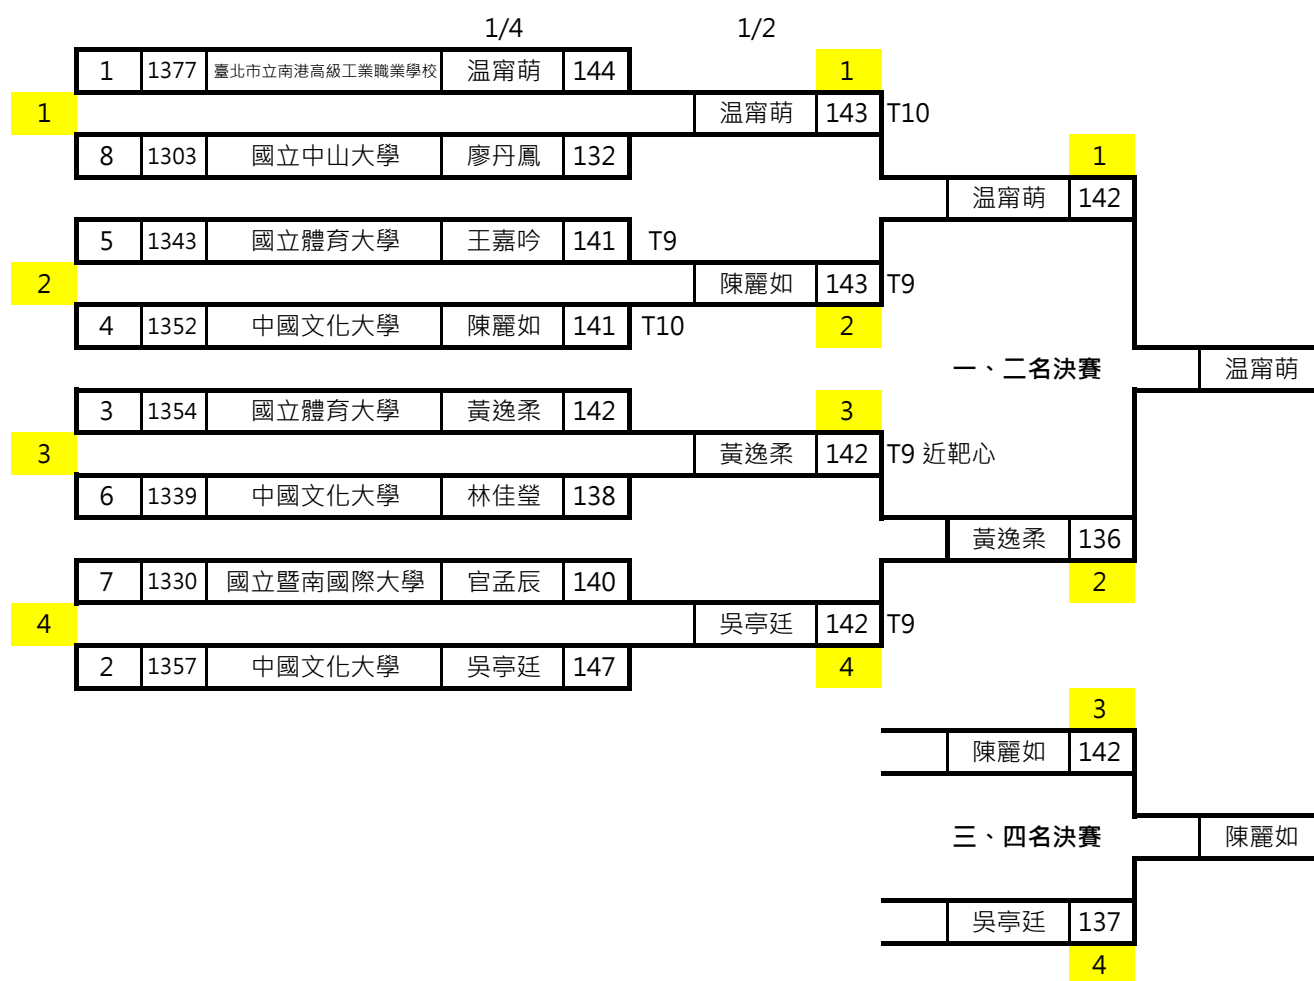 1/4 1/2
1 1377 臺北市立南港高級工業職業學校 温甯萌 144 1
1 温甯萌 143 T10
8 1303 國立中山大學 廖丹鳳 132 1
温甯萌 142
5 1343 國立體育大學 王嘉吟 141 T9
2 陳麗如 143 T9
4 1352 中國文化大學 陳麗如 141 T10 2
一、二名決賽 温甯萌
3 1354 國立體育大學 黃逸柔 142 3
3 黃逸柔 142 T9 近靶心
6 1339 中國文化大學 林佳瑩 138
黃逸柔 136
7 1330 國立暨南國際大學 官孟辰 140 2
4 吳亭廷 142 T9
2 1357 中國文化大學 吳亭廷 147 4
3
陳麗如 142
三、四名決賽 陳麗如
吳亭廷 137
4